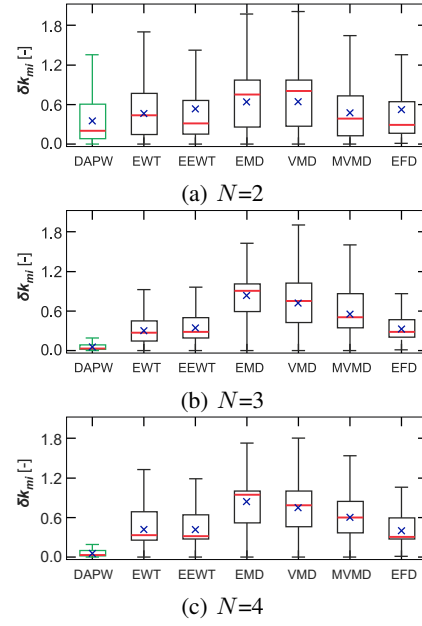 δk_mi [-]
1.8
1.2
0.6
0.0
DAPW EWT EEWT EMD VMD MVMD EFD
(a) N=2
δk_mi [-]
1.8
1.2
0.6
0.0
DAPW EWT EEWT EMD VMD MVMD EFD
(b) N=3
δk_mi [-]
1.8
1.2
0.6
0.0
DAPW EWT EEWT EMD VMD MVMD EFD
(c) N=4